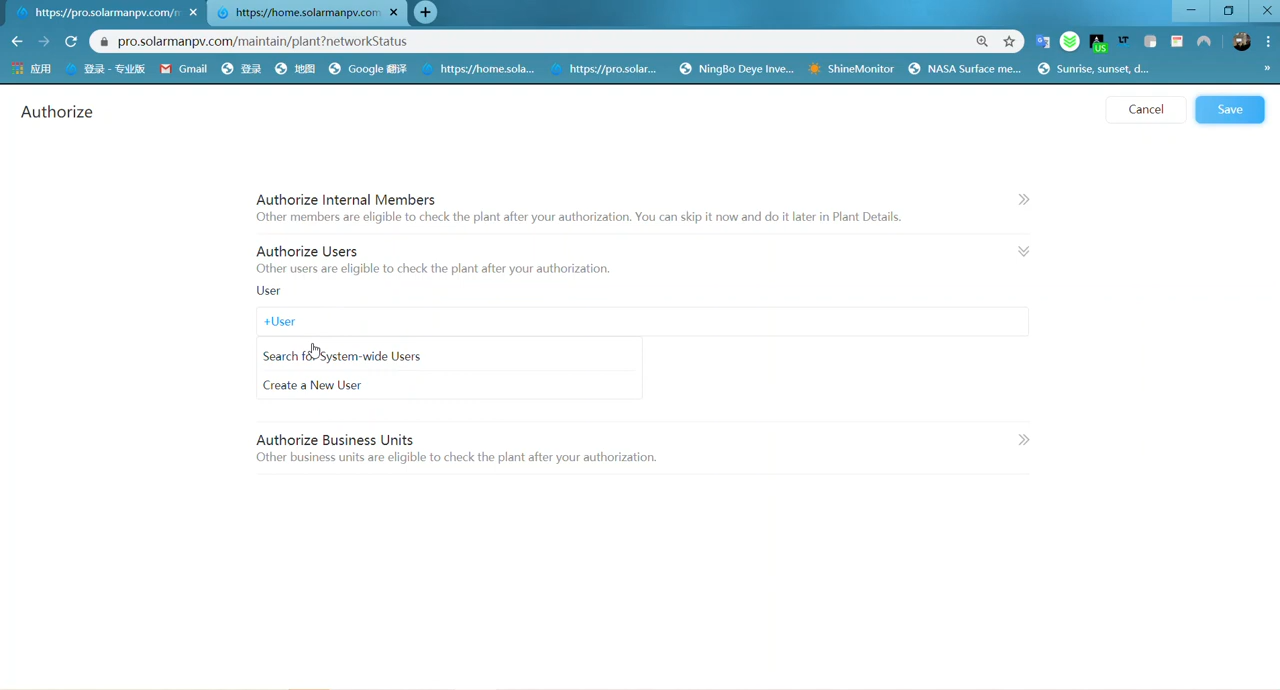 https://pro.solarmanpv.com/m
https://home.solarmanpv.com
pro.solarmanpv.com/maintain/plant?networkStatus
应用
登录 - 专业版
Gmail
登录
地图
Google 翻译
https://home.sola...
https://pro.solar...
NingBo Deye Inve...
ShineMonitor
NASA Surface me...
Sunrise, sunset, d...
US
LT
Authorize
Cancel
Save
Authorize Internal Members
Other members are eligible to check the plant after your authorization. You can skip it now and do it later in Plant Details.
Authorize Users
Other users are eligible to check the plant after your authorization.
User
+User
Search for System-wide Users
Create a New User
Authorize Business Units
Other business units are eligible to check the plant after your authorization.